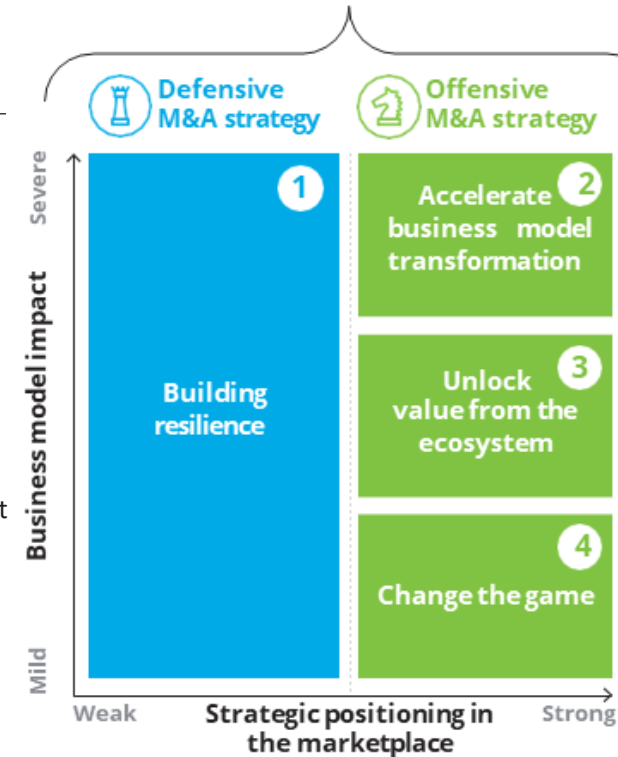 Defensive
M&A strategy
Offensive
M&A strategy
Severe
Business model impact
Mild
1
Building
resilience
2
Accelerate
business model
transformation
3
Unlock
value from the
ecosystem
4
Change the game
Weak
Strategic positioning in
the marketplace
Strong
t